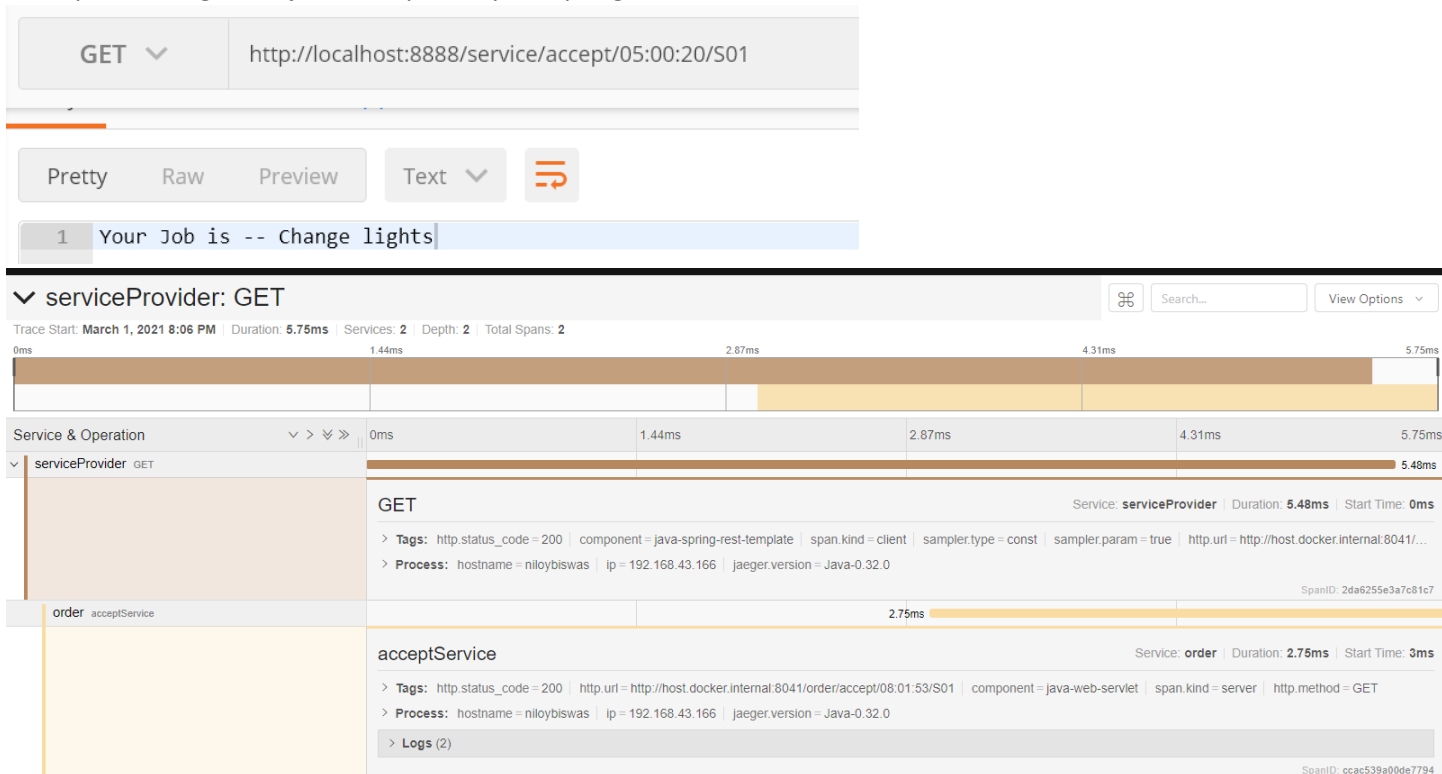 GET http://localhost:8888/service/accept/05:00:20/S01
Pretty Raw Preview Text
1 Your Job is -- Change lights
serviceProvider: GET
⌘ Search... View Options
Trace Start: March 1, 2021 8:06 PM Duration: 5.75ms Services: 2 Depth: 2 Total Spans: 2
0ms 1.44ms 2.87ms 4.31ms 5.75ms
Service & Operation 0ms 1.44ms 2.87ms 4.31ms 5.75ms
serviceProvider GET 5.48ms
GET Service: serviceProvider Duration: 5.48ms Start Time: 0ms
> Tags: http.status_code = 200 component = java-spring-rest-template span.kind = client sampler.type = const sampler.param = true http.url = http://host.docker.internal:8041/...
> Process: hostname = niloybiswas ip = 192.168.43.166 jaeger.version = Java-0.32.0
SpanID: 2da6255e3a7c81c7
order acceptService 2.75ms
acceptService Service: order Duration: 2.75ms Start Time: 3ms
> Tags: http.status_code = 200 http.url = http://host.docker.internal:8041/order/accept/08:01:53/S01 component = java-web-servlet span.kind = server http.method = GET
> Process: hostname = niloybiswas ip = 192.168.43.166 jaeger.version = Java-0.32.0
> Logs (2)
SpanID: ccac539a00de7794